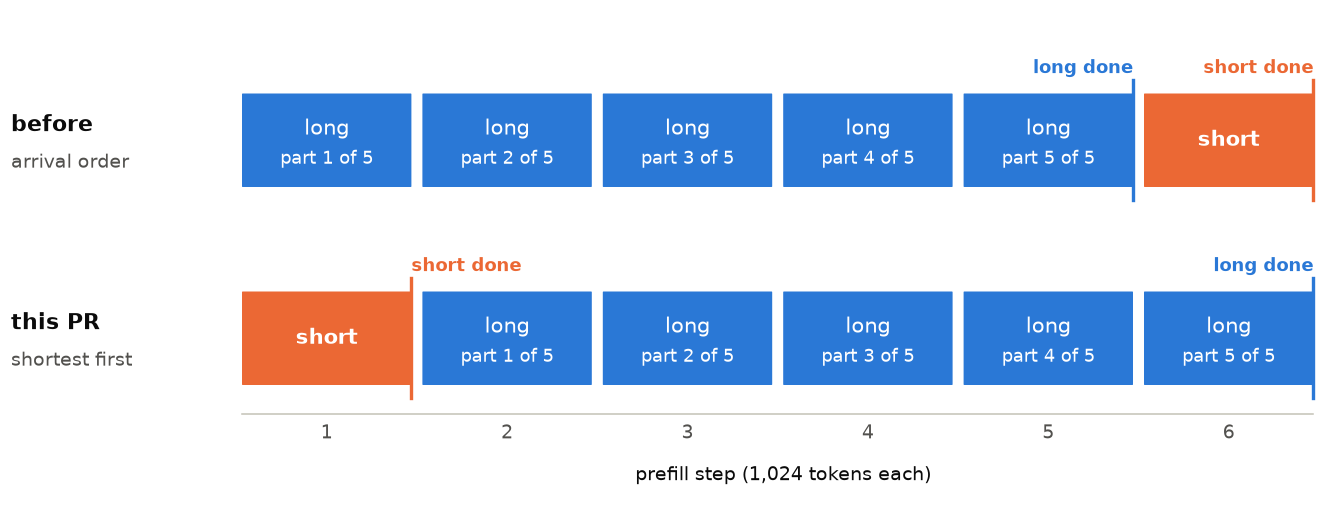 long done
short done
before
arrival order
long
part 1 of 5
long
part 2 of 5
long
part 3 of 5
long
part 4 of 5
long
part 5 of 5
short
short done
long done
this PR
shortest first
short
long
part 1 of 5
long
part 2 of 5
long
part 3 of 5
long
part 4 of 5
long
part 5 of 5
1
2
3
4
5
6
prefill step (1,024 tokens each)